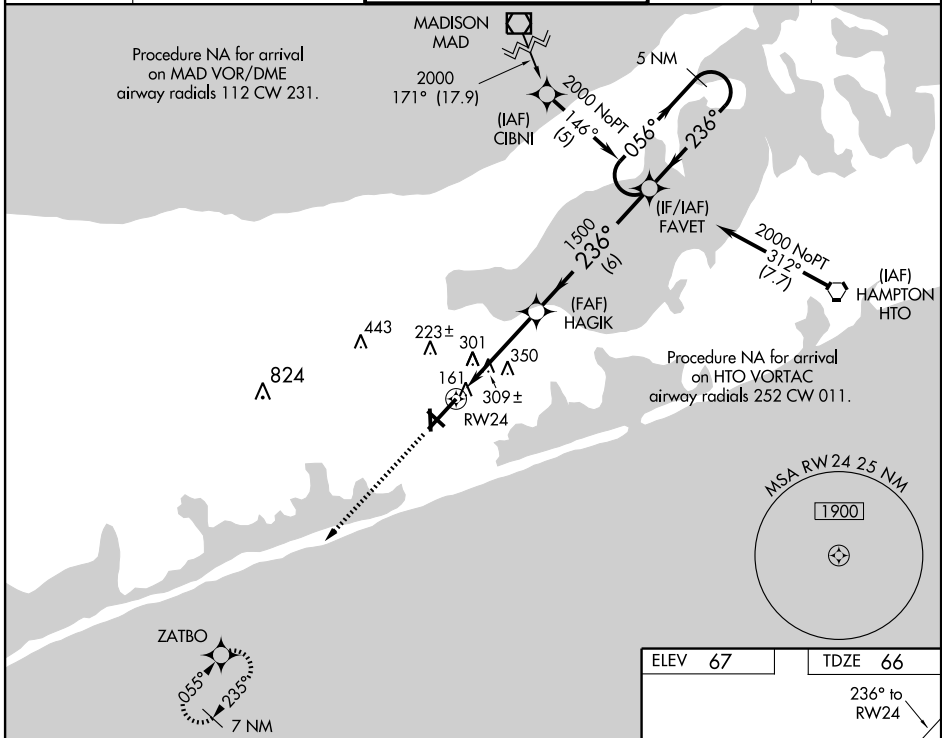 MADISON
MAD
Procedure NA for arrival
on MAD VOR/DME
airway radials 112 CW 231.
2000
171° (17.9)
(IAF)
CIBNI
2000 NoPT
146°
(5)
5 NM
056°
236°
(IF/IAF)
FAVET
1500
236°
(6)
2000 NoPT
312°
(7.7)
(IAF)
HAMPTON
HTO
(FAF)
HAGIK
Procedure NA for arrival
on HTO VORTAC
airway radials 252 CW 011.
443
223±
301
350
824
161
309±
RW24
MSA RW24 25 NM
1900
ZATBO
055°
235°
7 NM
ELEV 67
TDZE 66
236° to
RW24